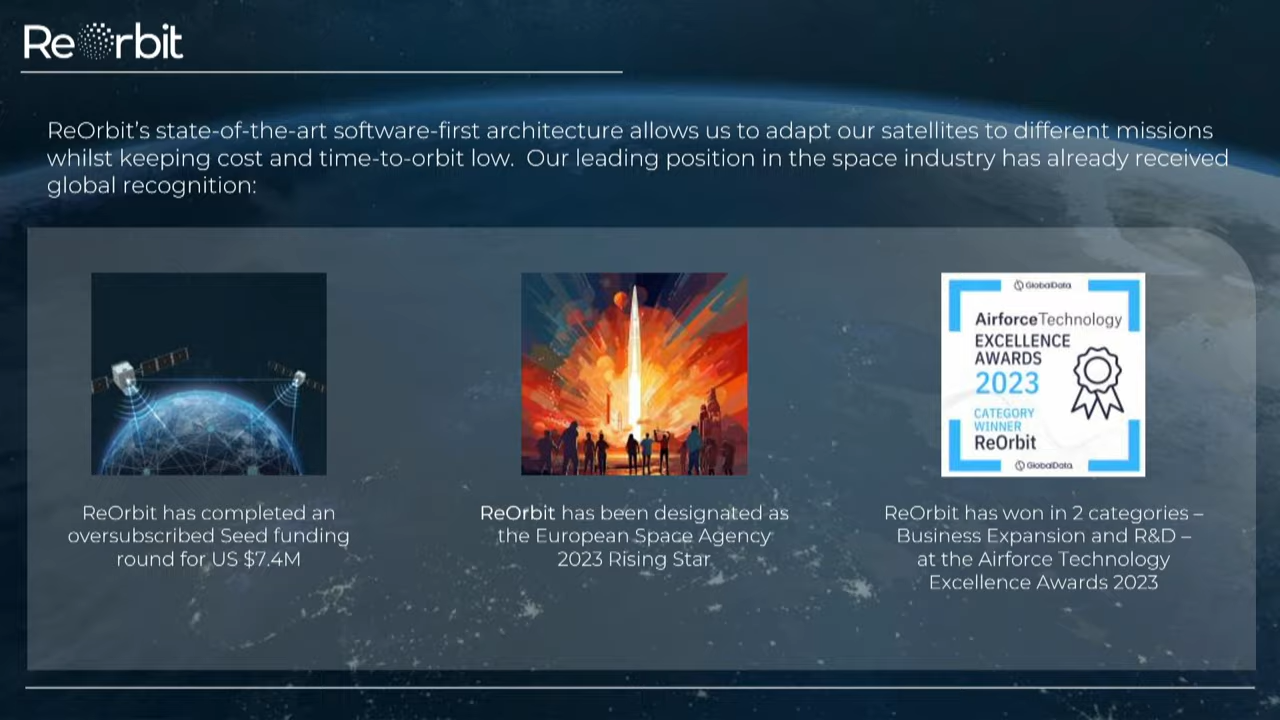 ReOrbit
ReOrbit's state-of-the-art software-first architecture allows us to adapt our satellites to different missions
whilst keeping cost and time-to-orbit low. Our leading position in the space industry has already received
global recognition:
ReOrbit has completed an
oversubscribed Seed funding
round for US $7.4M
ReOrbit has been designated as
the European Space Agency
2023 Rising Star
GlobalData
AirforceTechnology
EXCELLENCE
AWARDS
2023
CATEGORY
WINNER
ReOrbit
GlobalData
ReOrbit has won in 2 categories –
Business Expansion and R&D –
at the Airforce Technology
Excellence Awards 2023